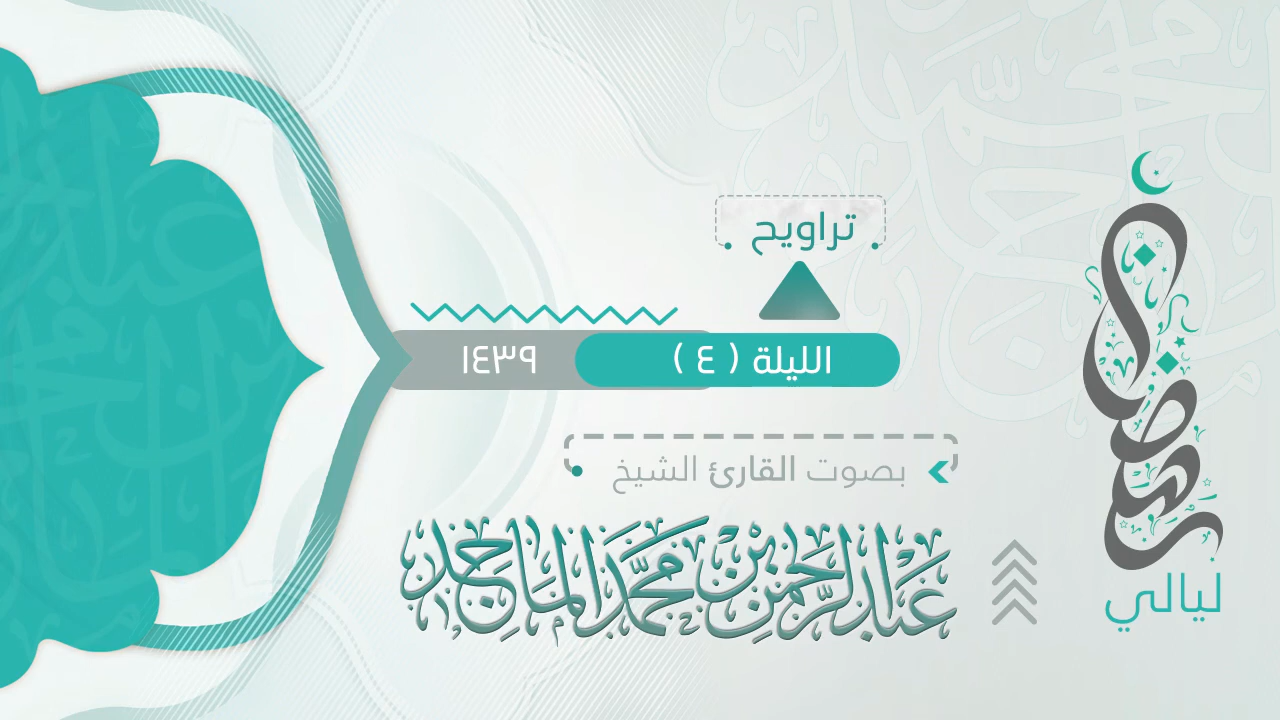 تراويح
الليلة ( ٤ ) ١٤٣٩
بصوت القارئ الشيخ
عبدالرحمن بن محمد الماجد
رمضان
ليالي